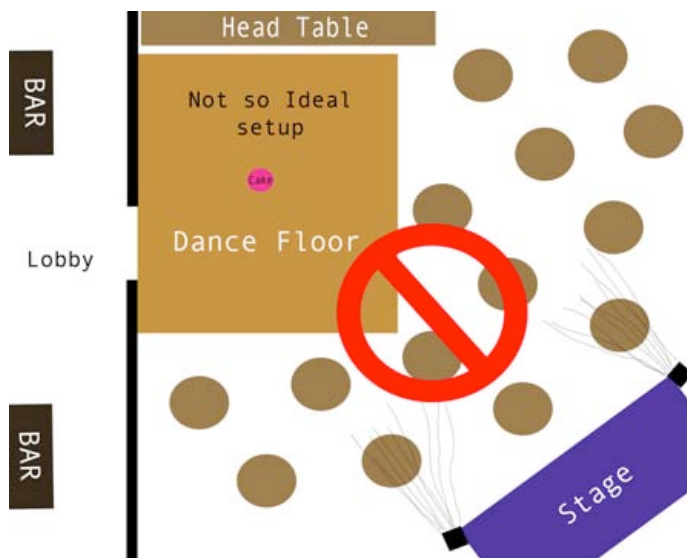 Head Table
BAR
Not so Ideal
setup
Cake
Dance Floor
Lobby
BAR
Stage